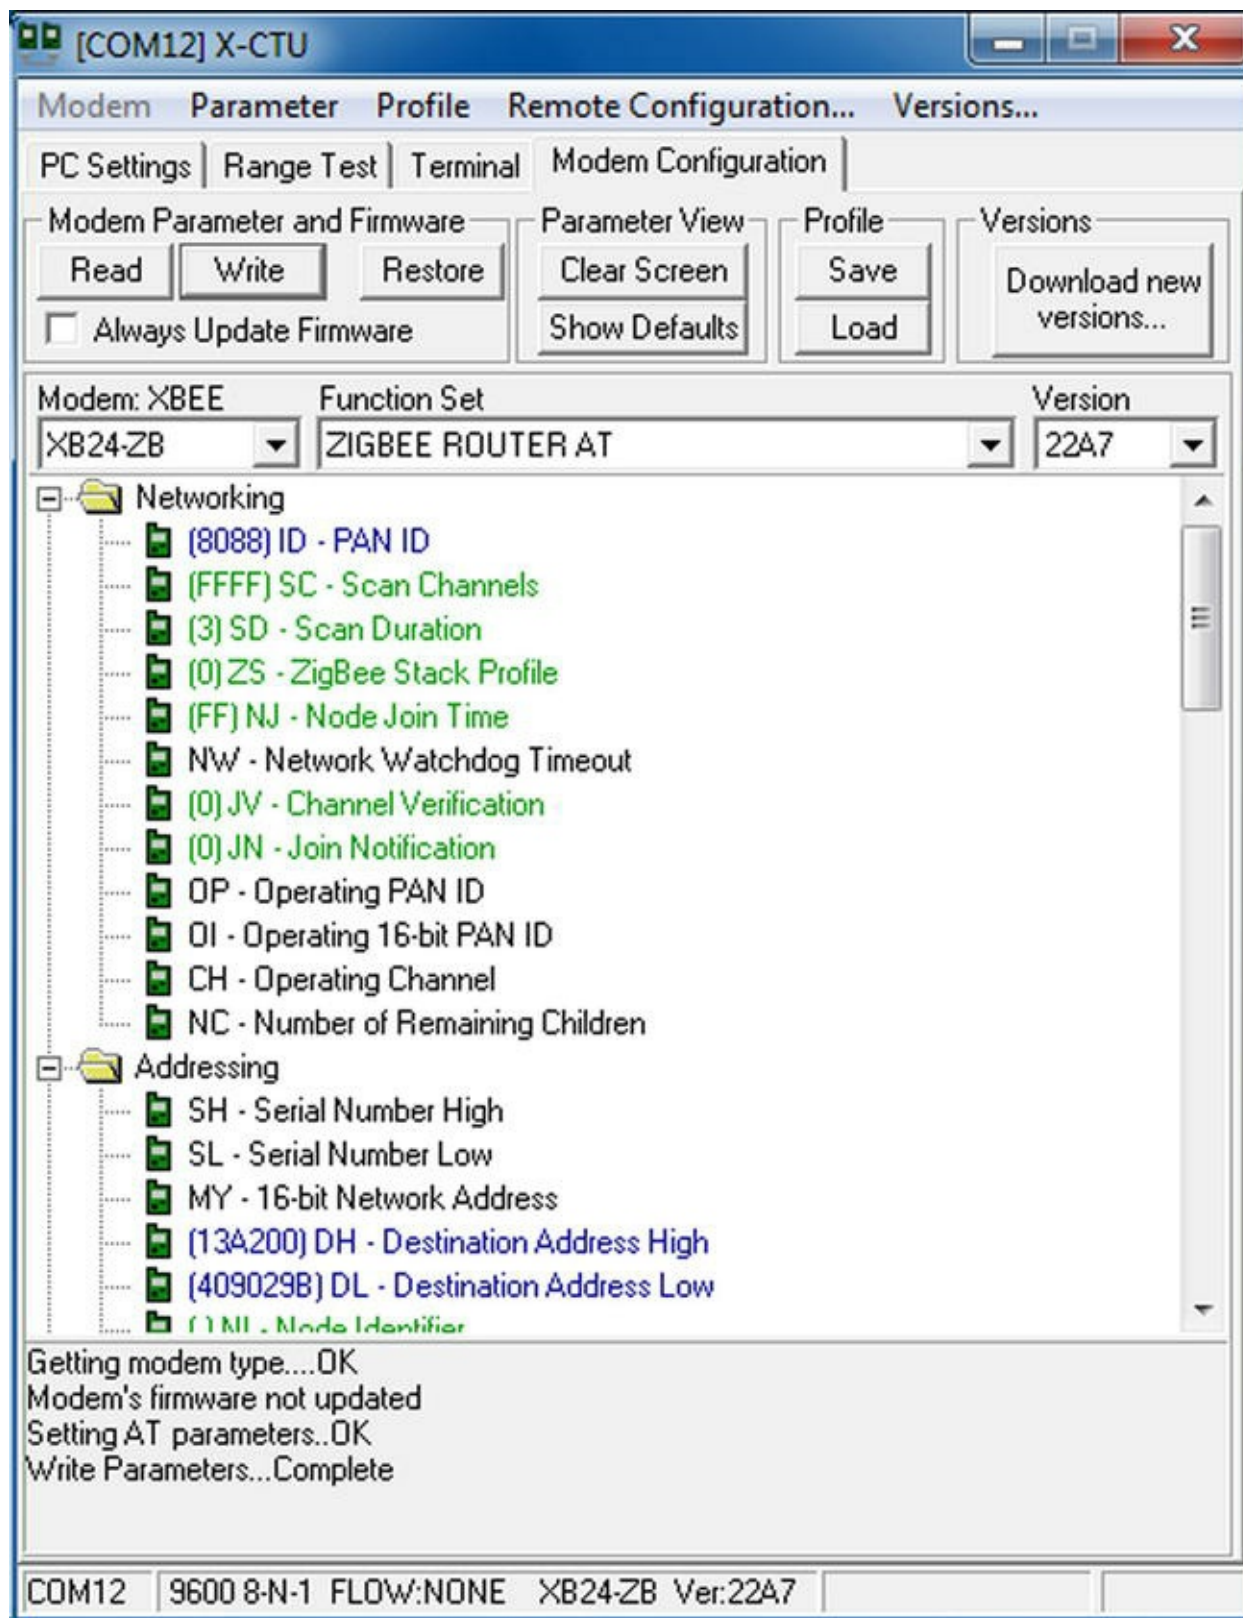 [COM12] X-CTU
Modem Parameter Profile Remote Configuration... Versions...
PC Settings Range Test Terminal Modem Configuration
Modem Parameter and Firmware Parameter View Profile Versions
Read Write Restore Clear Screen Save Download new versions...
Always Update Firmware Show Defaults Load
Modem: XBEE Function Set Version
XB24-ZB ZIGBEE ROUTER AT 22A7
Networking
(8088) ID - PAN ID
(FFFF) SC - Scan Channels
(3) SD - Scan Duration
(0) ZS - ZigBee Stack Profile
(FF) NJ - Node Join Time
NW - Network Watchdog Timeout
(0) JV - Channel Verification
(0) JN - Join Notification
OP - Operating PAN ID
OI - Operating 16-bit PAN ID
CH - Operating Channel
NC - Number of Remaining Children
Addressing
SH - Serial Number High
SL - Serial Number Low
MY - 16-bit Network Address
(13A200) DH - Destination Address High
(409029B) DL - Destination Address Low
( ) NI - Node Identifier
Getting modem type....OK
Modem's firmware not updated
Setting AT parameters..OK
Write Parameters...Complete
COM12 9600 8-N-1 FLOW:NONE XB24-ZB Ver:22A7